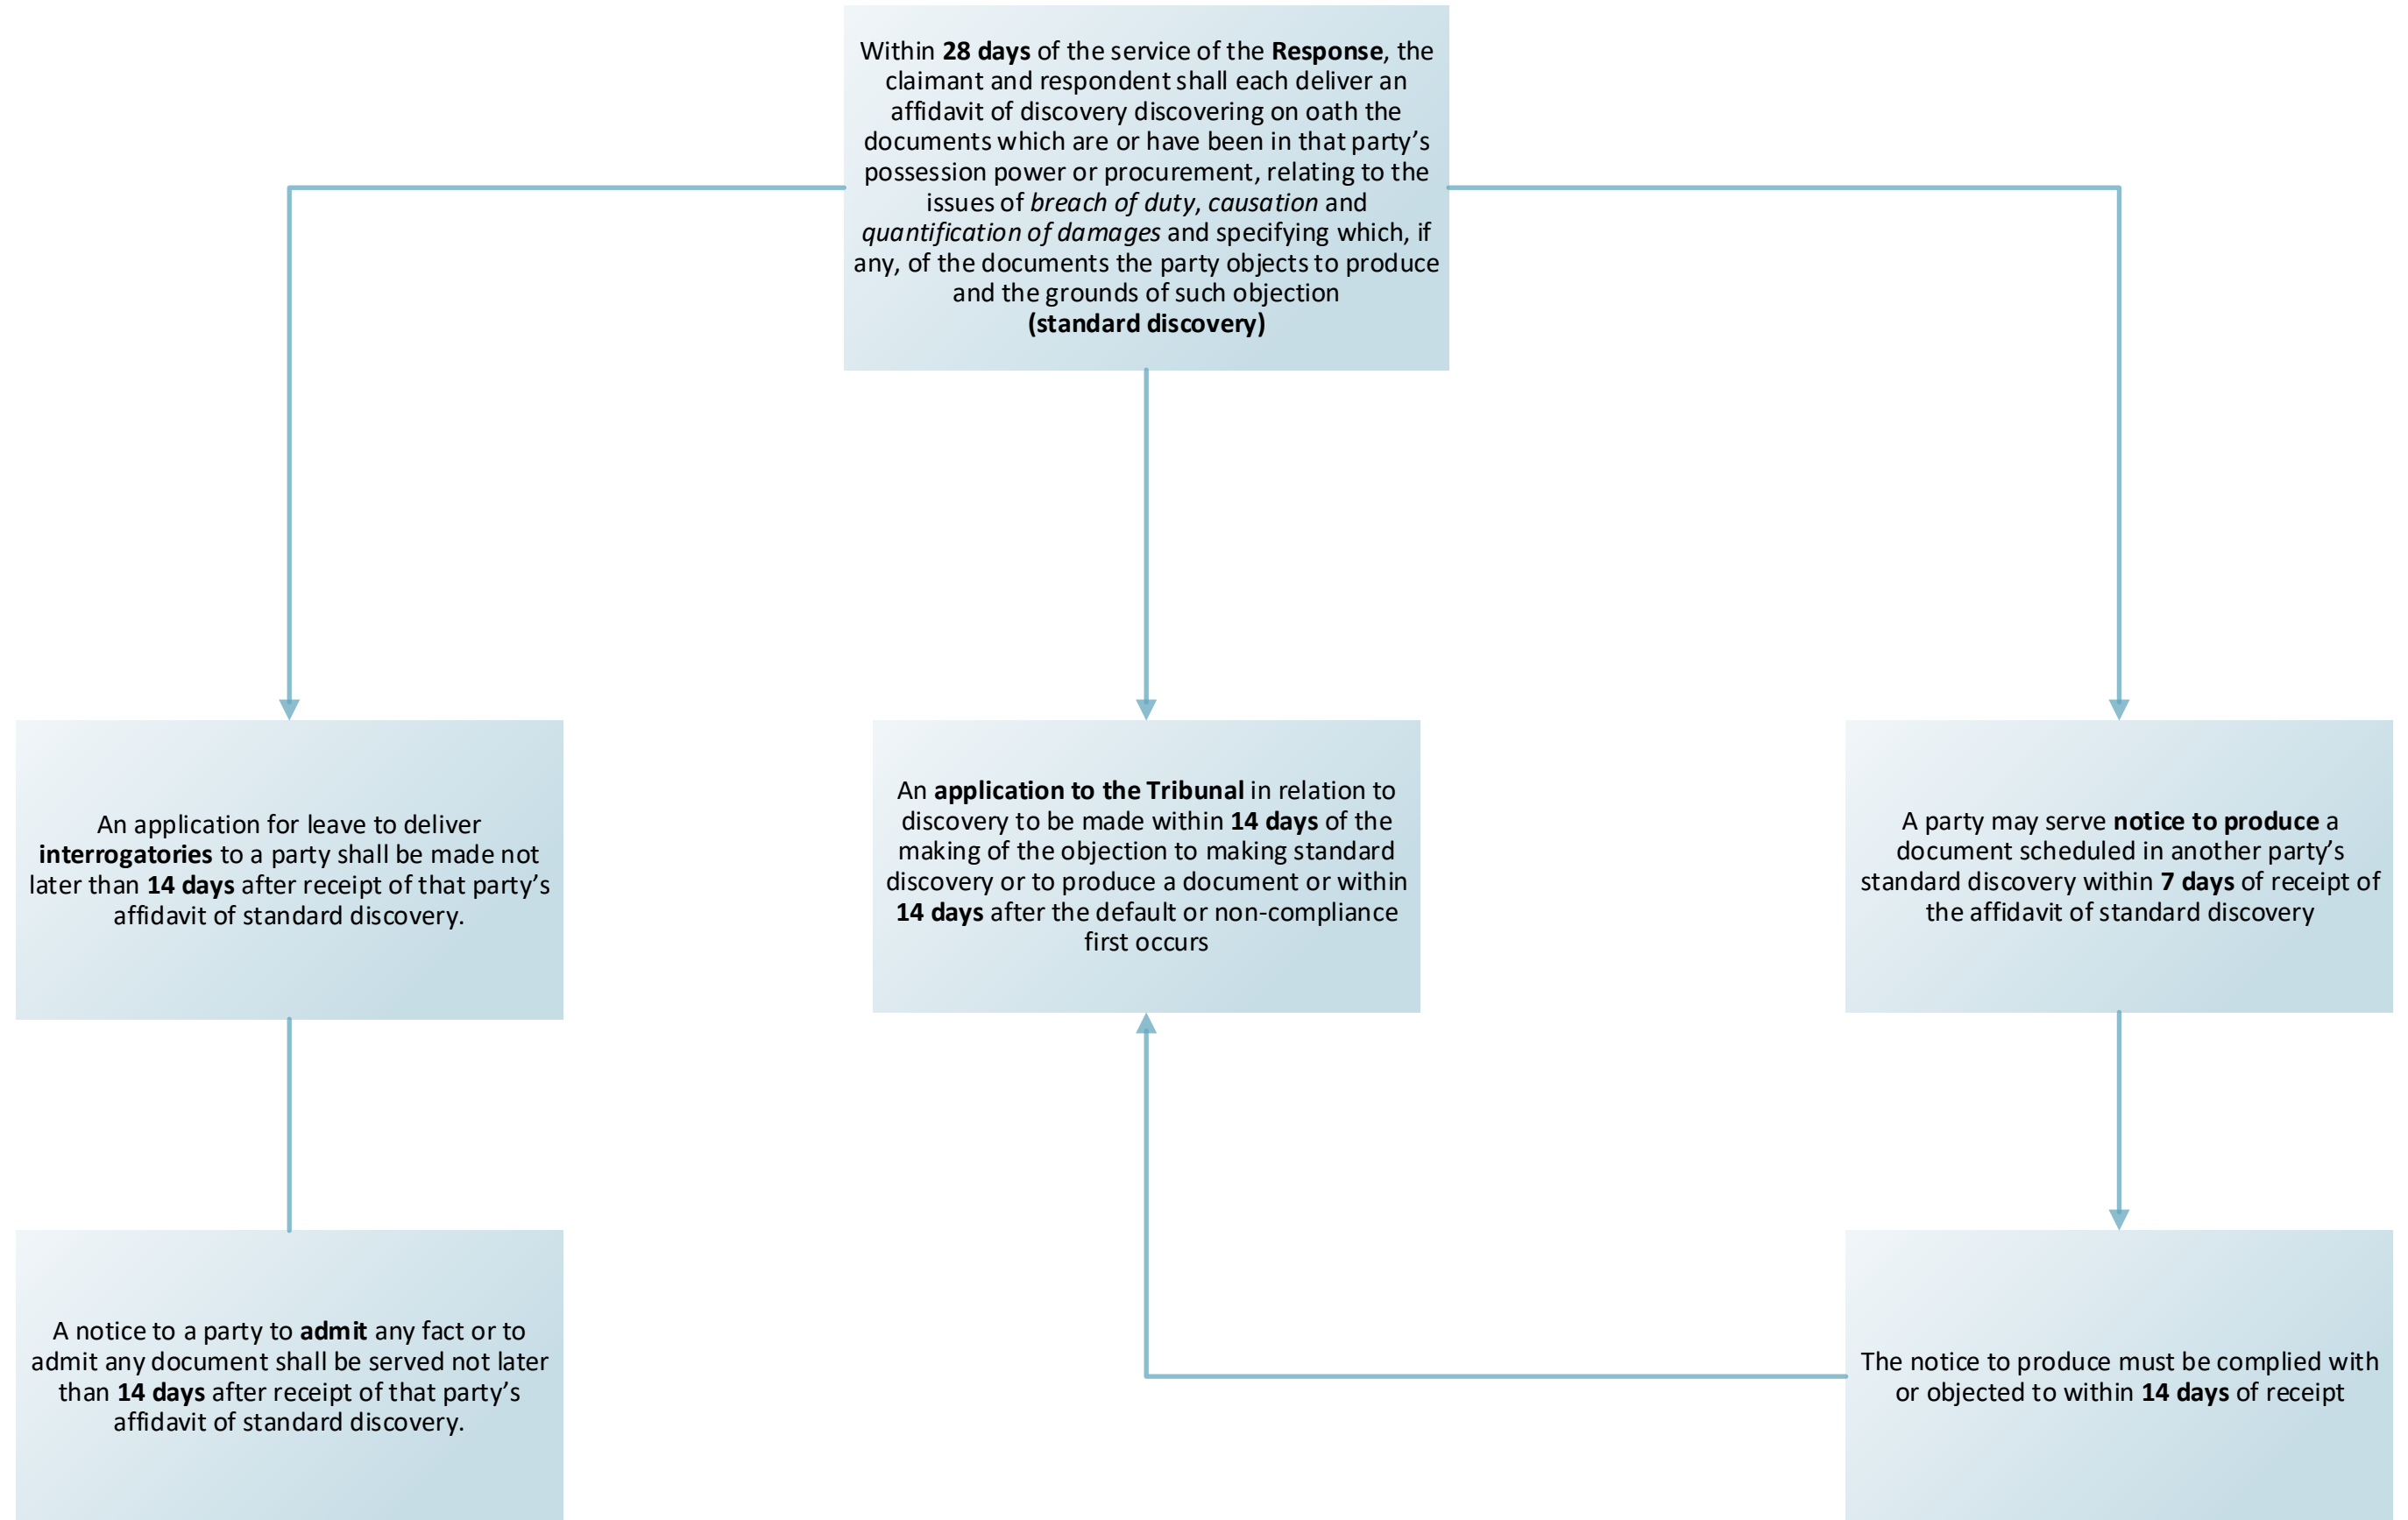 Within 28 days of the service of the Response, the
claimant and respondent shall each deliver an
affidavit of discovery discovering on oath the
documents which are or have been in that party’s
possession power or procurement, relating to the
issues of breach of duty, causation and
quantification of damages and specifying which, if
any, of the documents the party objects to produce
and the grounds of such objection
(standard discovery)
An application for leave to deliver
interrogatories to a party shall be made not
later than 14 days after receipt of that party’s
affidavit of standard discovery.
An application to the Tribunal in relation to
discovery to be made within 14 days of the
making of the objection to making standard
discovery or to produce a document or within
14 days after the default or non-compliance
first occurs
A party may serve notice to produce a
document scheduled in another party’s
standard discovery within 7 days of receipt of
the affidavit of standard discovery
A notice to a party to admit any fact or to
admit any document shall be served not later
than 14 days after receipt of that party’s
affidavit of standard discovery.
The notice to produce must be complied with
or objected to within 14 days of receipt